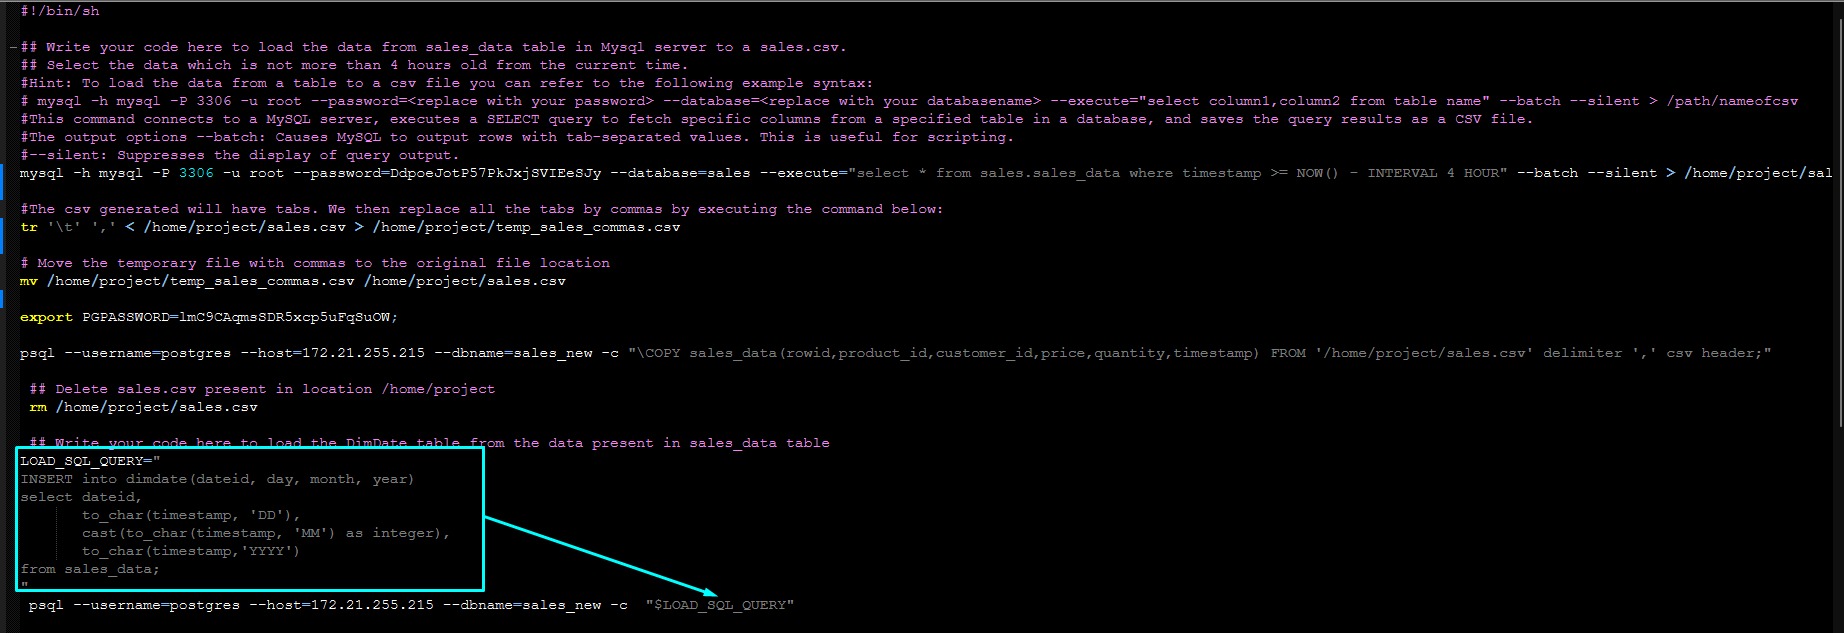 #!/bin/sh
## Write your code here to load the data from sales_data table in Mysql server to a sales.csv.
## Select the data which is not more than 4 hours old from the current time.
#Hint: To load the data from a table to a csv file you can refer to the following example syntax:
# mysql -h mysql -P 3306 -u root --password=<replace with your password> --database=<replace with your databasename> --execute="select column1,column2 from table name" --batch --silent > /path/nameofcsv
#This command connects to a MySQL server, executes a SELECT query to fetch specific columns from a specified table in a database, and saves the query results as a CSV file.
#The output options --batch: Causes MySQL to output rows with tab-separated values. This is useful for scripting.
#--silent: Suppresses the display of query output.
mysql -h mysql -P 3306 -u root --password=DdpoeJotP57PkJxjSVIEeSJy --database=sales --execute="select * from sales.sales_data where timestamp >= NOW() - INTERVAL 4 HOUR" --batch --silent > /home/project/sal
#The csv generated will have tabs. We then replace all the tabs by commas by executing the command below:
tr '\t' ',' < /home/project/sales.csv > /home/project/temp_sales_commas.csv
# Move the temporary file with commas to the original file location
mv /home/project/temp_sales_commas.csv /home/project/sales.csv
export PGPASSWORD=lmC9CAqmsSDR5xcp5uFqSuOW;
psql --username=postgres --host=172.21.255.215 --dbname=sales_new -c "\COPY sales_data(rowid,product_id,customer_id,price,quantity,timestamp) FROM '/home/project/sales.csv' delimiter ',' csv header;"
## Delete sales.csv present in location /home/project
rm /home/project/sales.csv
## Write your code here to load the DimDate table from the data present in sales_data table
LOAD_SQL_QUERY="
INSERT into dimdate(dateid, day, month, year)
select dateid,
to_char(timestamp, 'DD'),
cast(to_char(timestamp, 'MM') as integer),
to_char(timestamp,'YYYY')
from sales_data;
"
psql --username=postgres --host=172.21.255.215 --dbname=sales_new -c  "$LOAD_SQL_QUERY"